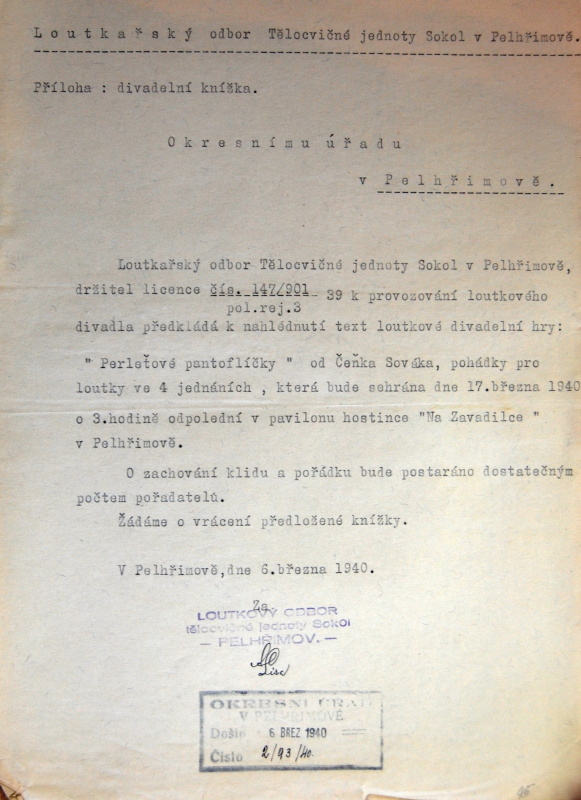 Loutkařský odbor Tělocvičné jednoty Sokol v Pelhřimově.
Příloha : divadelní knížka.
Okresnímu úřadu
v Pelhřimově.
Loutkařský odbor Tělocvičné jednoty Sokol v Pelhřimově,
držitel licence čís. 147/901 39 k provozování loutkového
pol.rej.3
divadla předkládá k nahlédnutí text loutkové divadelní hry:
" Perleťové pantoflíčky " od Čeňka Sováka, pohádky pro
loutky ve 4 jednáních , která bude sehrána dne 17.března 1940
o 3.hodině odpolední v pavilonu hostince "Na Zavadilce "
v Pelhřimově.
O zachování klidu a pořádku bude postaráno dostatečným
počtem pořadatelů.
Žádáme o vrácení předložené knížky.
V Pelhřimově,dne 6.března 1940.
Za
LOUTKOVÝ ODBOR
tělocvičné jednoty Sokol
— PELHŘIMOV. —
OKRESNÍ ÚŘAD
V PELHŘIMOVĚ
Došlo 6 BŘEZ 1940
Číslo 2/93/40.
95